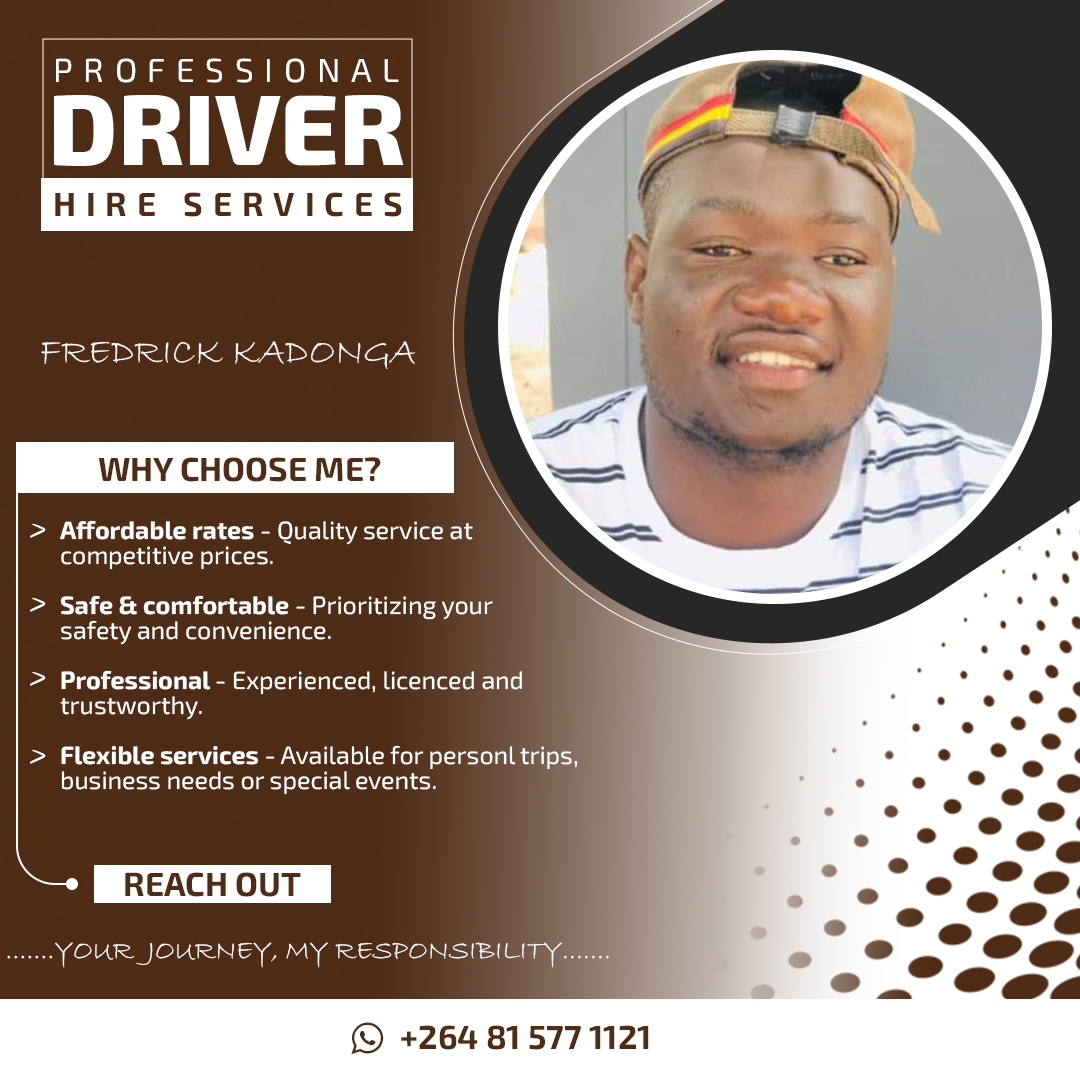 PROFESSIONAL
DRIVER
HIRE SERVICES
FREDRICK KADONGA
WHY CHOOSE ME?
> Affordable rates - Quality service at
competitive prices.
> Safe & comfortable - Prioritizing your
safety and convenience.
> Professional - Experienced, licenced and
trustworthy.
> Flexible services - Available for personl trips,
business needs or special events.
REACH OUT
.......YOUR JOURNEY, MY RESPONSIBILITY.......
+264 81 577 1121